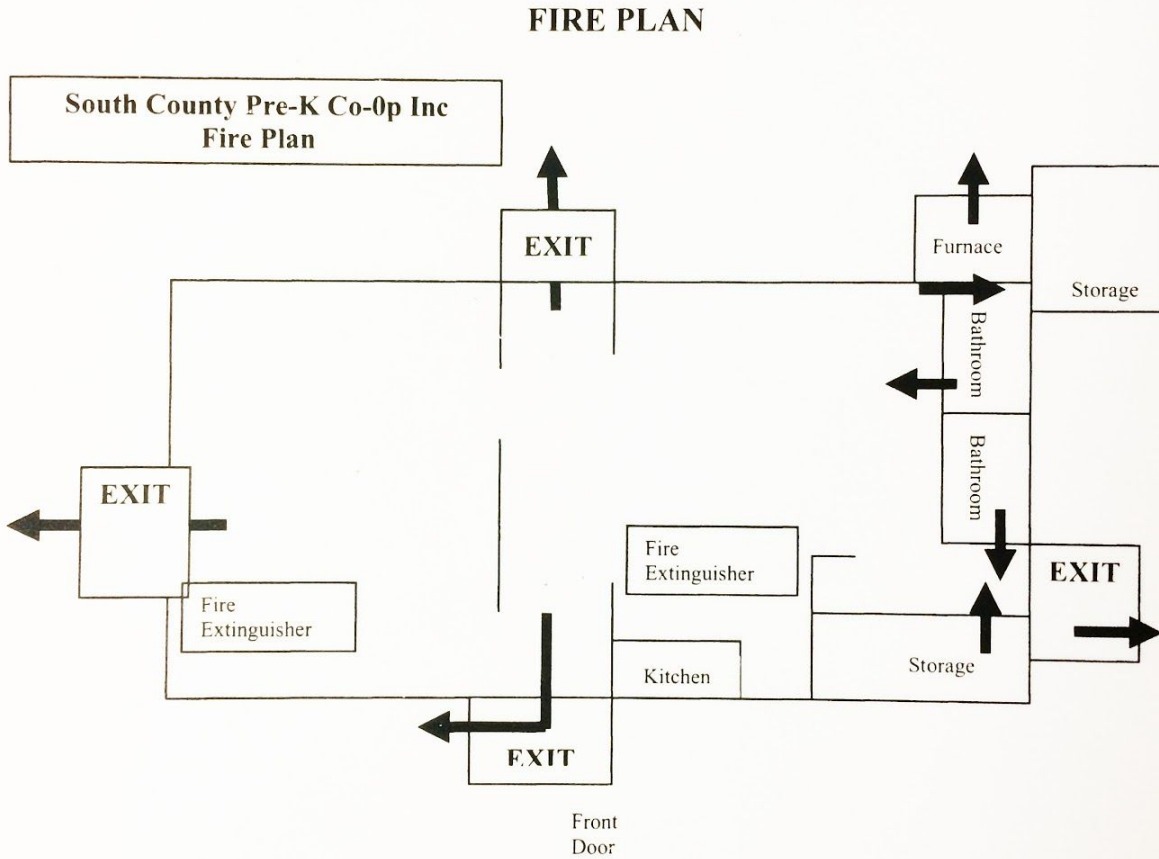 FIRE PLAN
South County Pre-K Co-0p Inc
Fire Plan
EXIT
Furnace
Storage
Bathroom
EXIT
Bathroom
Fire
Extinguisher
EXIT
Fire
Extinguisher
Kitchen
Storage
EXIT
Front
Door